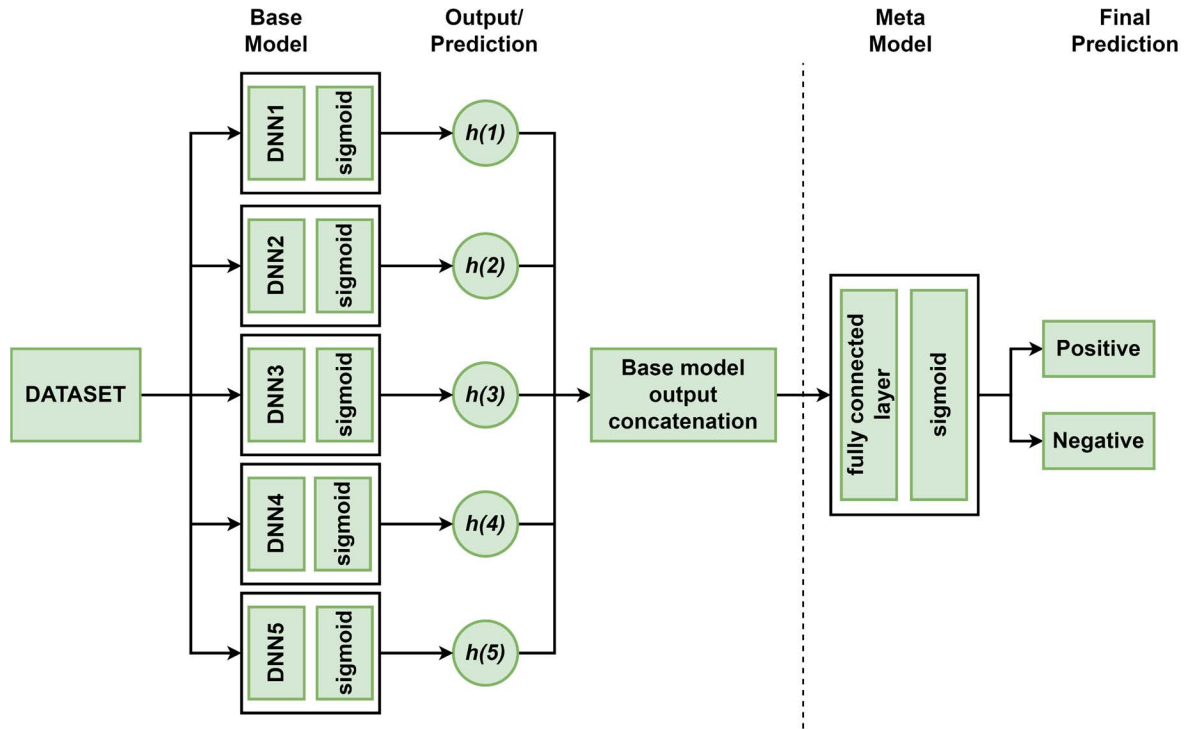 Base
Model
Output/
Prediction
Meta
Model
Final
Prediction
DNN1
sigmoid
h(1)
DNN2
sigmoid
h(2)
DATASET
DNN3
sigmoid
h(3)
Base model
output
concatenation
fully connected
layer
sigmoid
Positive
Negative
DNN4
sigmoid
h(4)
DNN5
sigmoid
h(5)